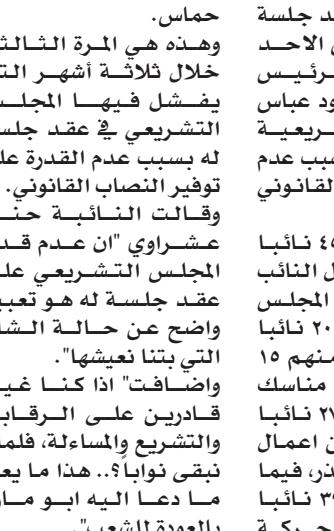 د جلسة
الاحد
رئيس
ود عباس
ريعية
سبب عدم
لقانوني
نائبا
ل النائب
المجلس
٢٠ نائبا
منهم ١٥
مناسك
٢٧ نائبا
ن اعمال
ذر، فيما
نائبا
حركة
حماس.
وهذه هي المرة الثالثة
خلال ثلاثة أشهر التي
يفشل فيها المجلس
التشريعي في عقد جلسة
له بسبب عدم القدرة على
توفير النصاب القانوني.
وقالت النائبة حنان
عشراوي "ان عدم قدرة
المجلس التشريعي على
عقد جلسة له هو تعبير
واضح عن حالة الشلل
التي بتنا نعيشها".
واضافت" اذا كنا غير
قادرين على الرقابة
والتشريع والمساءلة، فلماذا
نبقى نواباً؟.. هذا ما يعزز
ما دعا اليه ابو مازن
بالعودة للشعب".